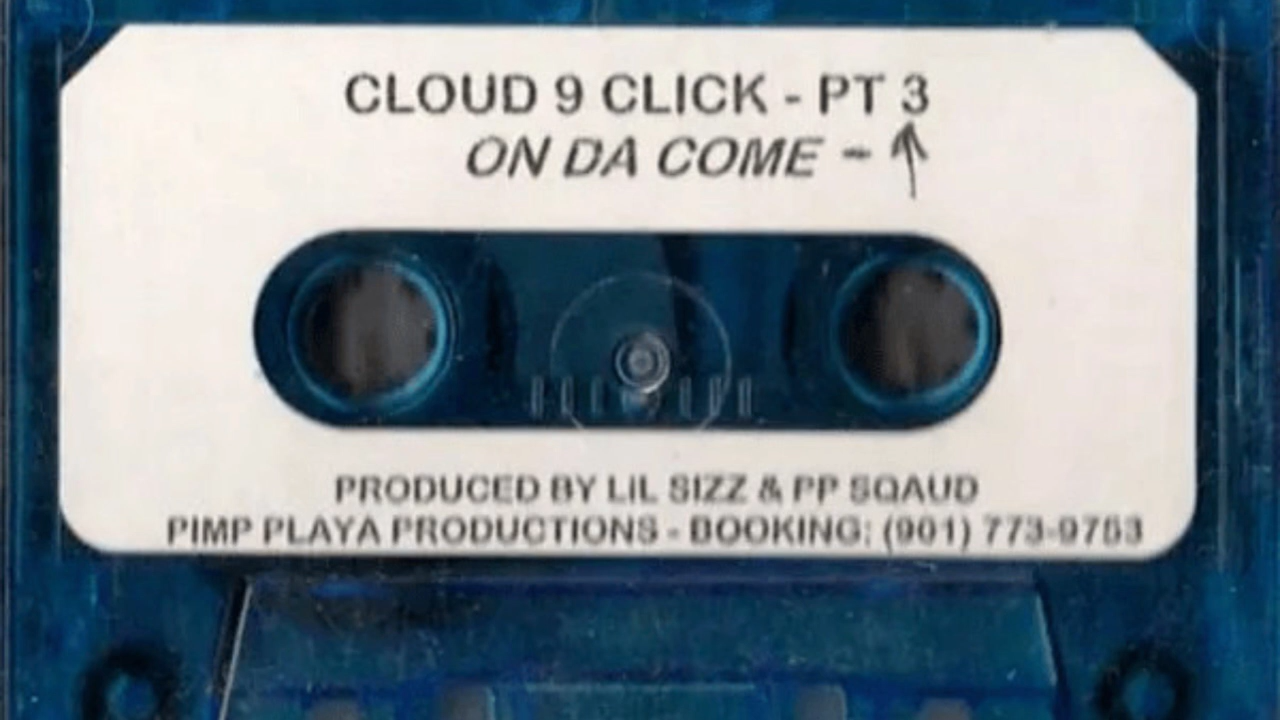 CLOUD 9 CLICK - PT 3
ON DA COME - ↑
PRODUCED BY LIL SIZZ & PP SQAUD
PIMP PLAYA PRODUCTIONS - BOOKING: (901) 773-9753